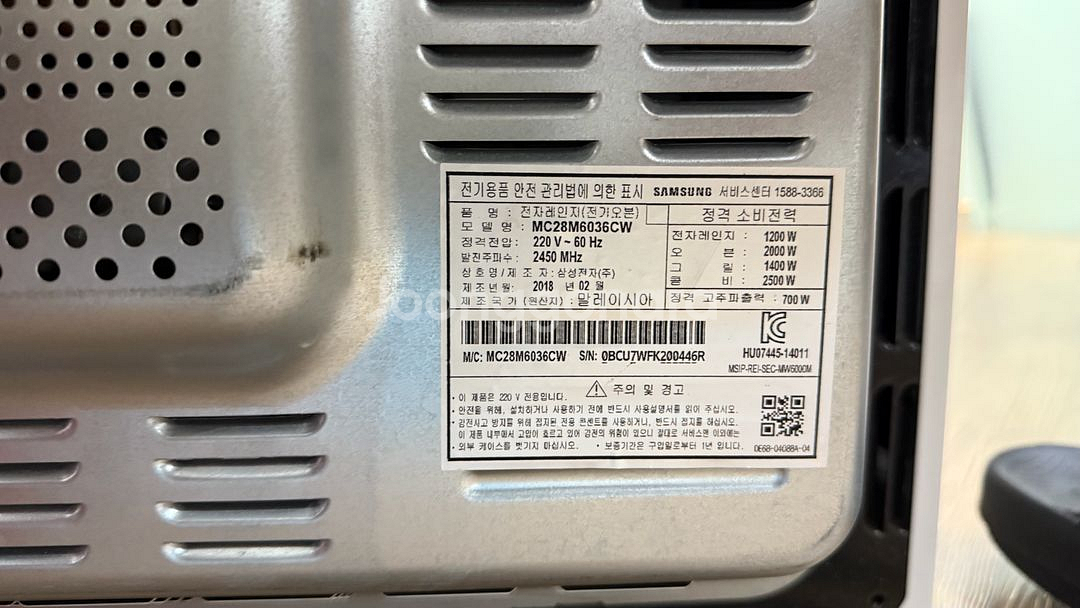 전기용품 안전 관리법에 의한 표시 SAMSUNG 서비스센터 1588-3366
품 명 : 전자레인지(전기오븐)
모 델 명 : MC28M6036CW
정격전압 : 220 V ~ 60 Hz
발진주파수 : 2450 MHz
상 호 명 / 제 조 자 : 삼성전자(주)
제 조 년 월 : 2018 년 02 월
제 조 국 가 (원산지) : 말레이시아
정격 소비전력
전자레인지 : 1200 W
오 븐 : 2000 W
그 릴 : 1400 W
콤 비 : 2500 W
정격 고주파출력 : 700 W
M/C: MC28M6036CW S/N: 0BCU7WFK200446R
HU07445-14011
MSIP-REI-SEC-MW6000M
주의 및 경고
• 이 제품은 220 V 전용입니다.
• 안전을 위해, 설치하거나 사용하기 전에 반드시 사용설명서를 읽어 주십시오.
• 감전사고 방지를 위해 접지된 전용 콘센트를 사용하거나, 반드시 접지를 하십시오.
이 제품 내부에서 고압이 흐르고 있어 감전의 위험이 있으니 절대로 서비스맨 이외에는
• 외부 케이스를 벗기지 마십시오. • 보증기간은 구입일로부터 1년 입니다.
DE68-04088A-04